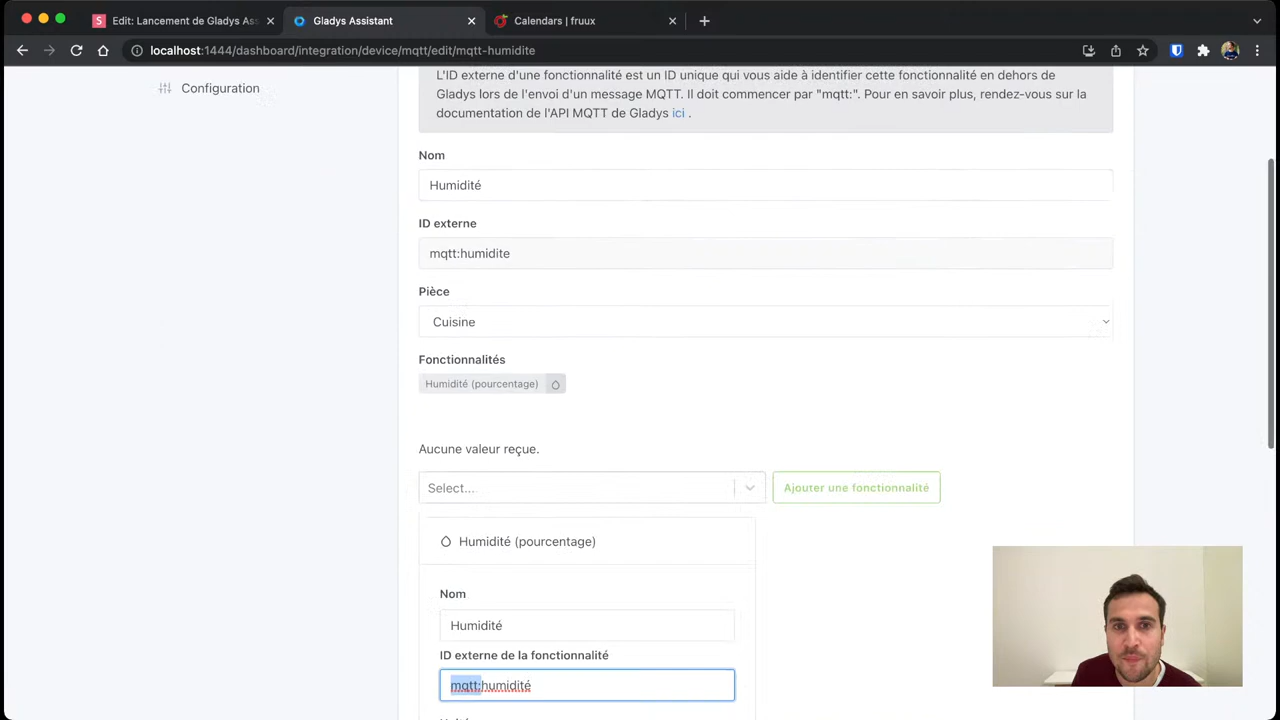 Edit: Lancement de Gladys Ass
Gladys Assistant
Calendars | fruux
localhost:1444/dashboard/integration/device/mqtt/edit/mqtt-humidite
Configuration
L'ID externe d'une fonctionnalité est un ID unique qui vous aide à identifier cette fonctionnalité en dehors de
Gladys lors de l'envoi d'un message MQTT. Il doit commencer par "mqtt:". Pour en savoir plus, rendez-vous sur la
documentation de l'API MQTT de Gladys ici .
Nom
Humidité
ID externe
mqtt:humidite
Pièce
Cuisine
Fonctionnalités
Humidité (pourcentage)
Aucune valeur reçue.
Select...
Ajouter une fonctionnalité
Humidité (pourcentage)
Nom
Humidité
ID externe de la fonctionnalité
mqtt:humidité